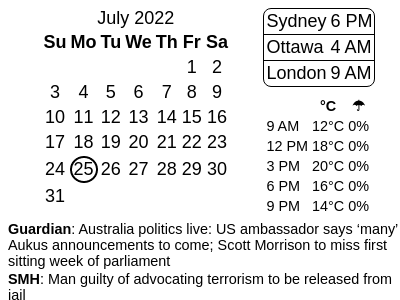 July 2022
Su Mo Tu We Th Fr Sa
1 2
3 4 5 6 7 8 9
10 11 12 13 14 15 16
17 18 19 20 21 22 23
24 25 26 27 28 29 30
31
Sydney 6 PM
Ottawa 4 AM
London 9 AM
°C ☂
9 AM 12°C 0%
12 PM 18°C 0%
3 PM 20°C 0%
6 PM 16°C 0%
9 PM 14°C 0%
Guardian: Australia politics live: US ambassador says ‘many’
Aukus announcements to come; Scott Morrison to miss first
sitting week of parliament
SMH: Man guilty of advocating terrorism to be released from
jail